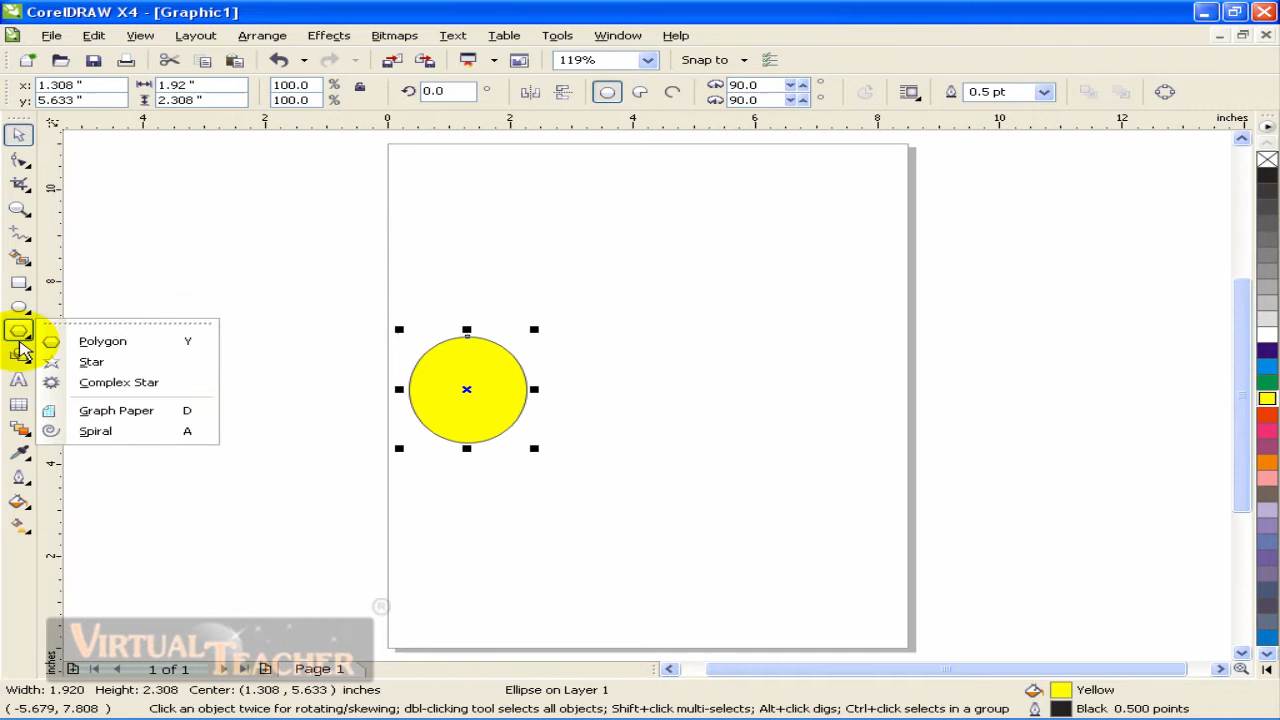 CorelDRAW X4 - [Graphic1]
File Edit View Layout Arrange Effects Bitmaps Text Table Tools Window Help
119% Snap to
x: 1.308 " 1.92 " 100.0 % 0.0 ° 90.0 ° 0.5 pt
y: 5.633 " 2.308 " 100.0 % 90.0 °
4 2 0 2 4 6 8 10 12 inches
10
8
Polygon Y
Star
Complex Star
Graph Paper D
Spiral A
4
2
inches
®
VIRTUAL
TEACHER
1 of 1 Page 1
Width: 1.920 Height: 2.308 Center: (1.308 , 5.633 ) inches Ellipse on Layer 1 Yellow
( -5.679, 7.808 ) Click an object twice for rotating/skewing; dbl-clicking tool selects all objects; Shift+click multi-selects; Alt+click digs; Ctrl+click selects in a group Black 0.500 points